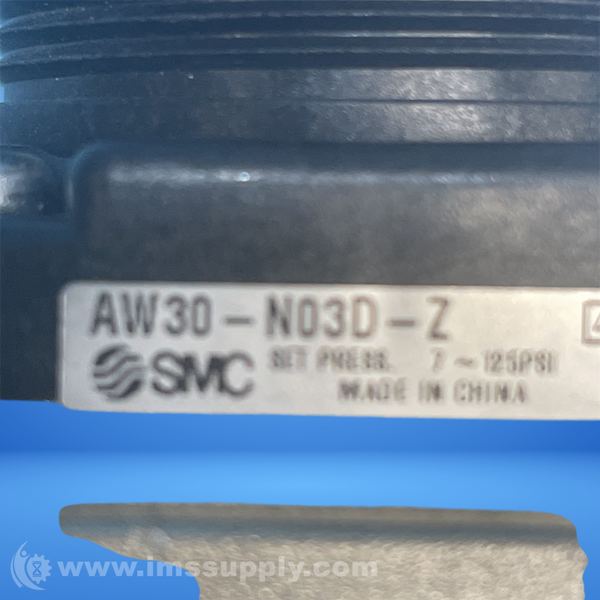 AW30-N03D-Z
SMC SET PRESS. 7~125PSI
MADE IN CHINA
www.imssupply.com